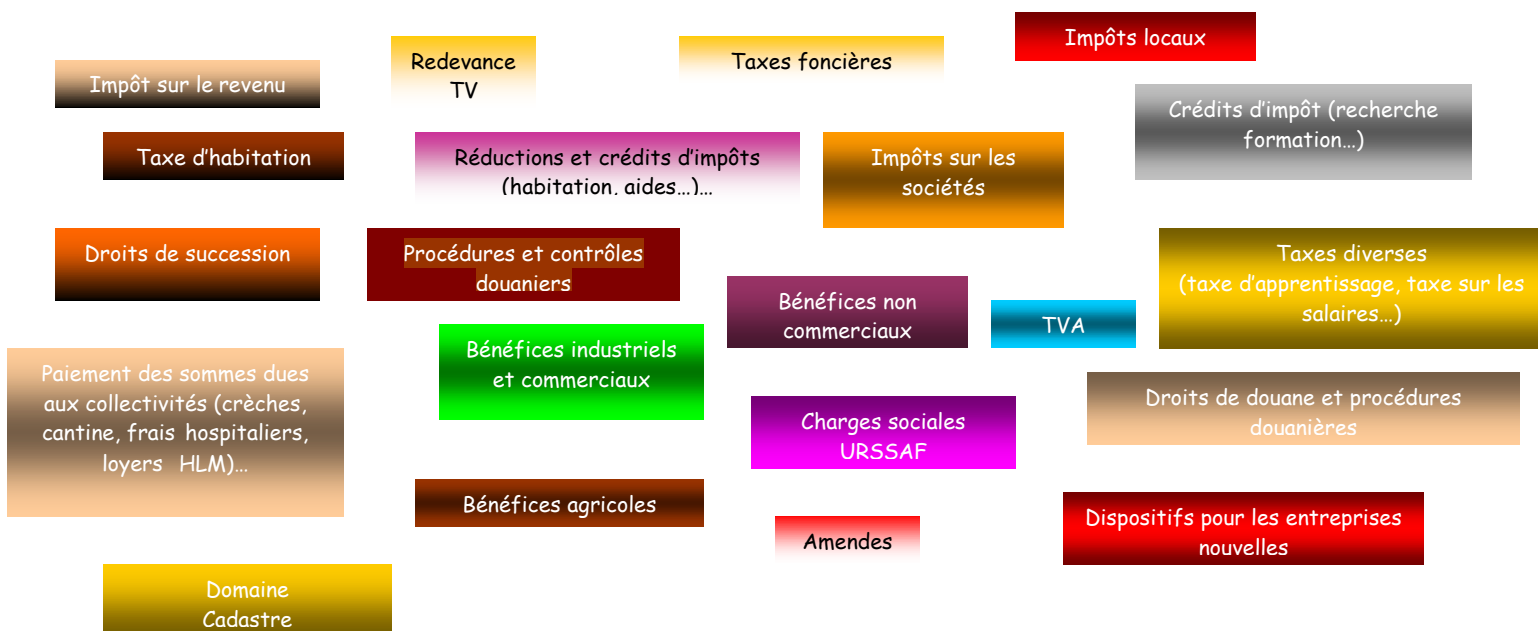 Impôts locaux
Redevance
TV
Taxes foncières
Impôt sur le revenu
Crédits d'impôt (recherche
formation…)
Taxe d'habitation
Réductions et crédits d'impôts
(habitation, aides…)…
Impôts sur les
sociétés
Droits de succession
Procédures et contrôles
douaniers
Taxes diverses
(taxe d'apprentissage, taxe sur les
salaires…)
Bénéfices non
commerciaux
TVA
Bénéfices industriels
et commerciaux
Paiement des sommes dues
aux collectivités (crèches,
cantine, frais hospitaliers,
loyers HLM)…
Droits de douane et procédures
douanières
Charges sociales
URSSAF
Bénéfices agricoles
Dispositifs pour les entreprises
nouvelles
Amendes
Domaine
Cadastre